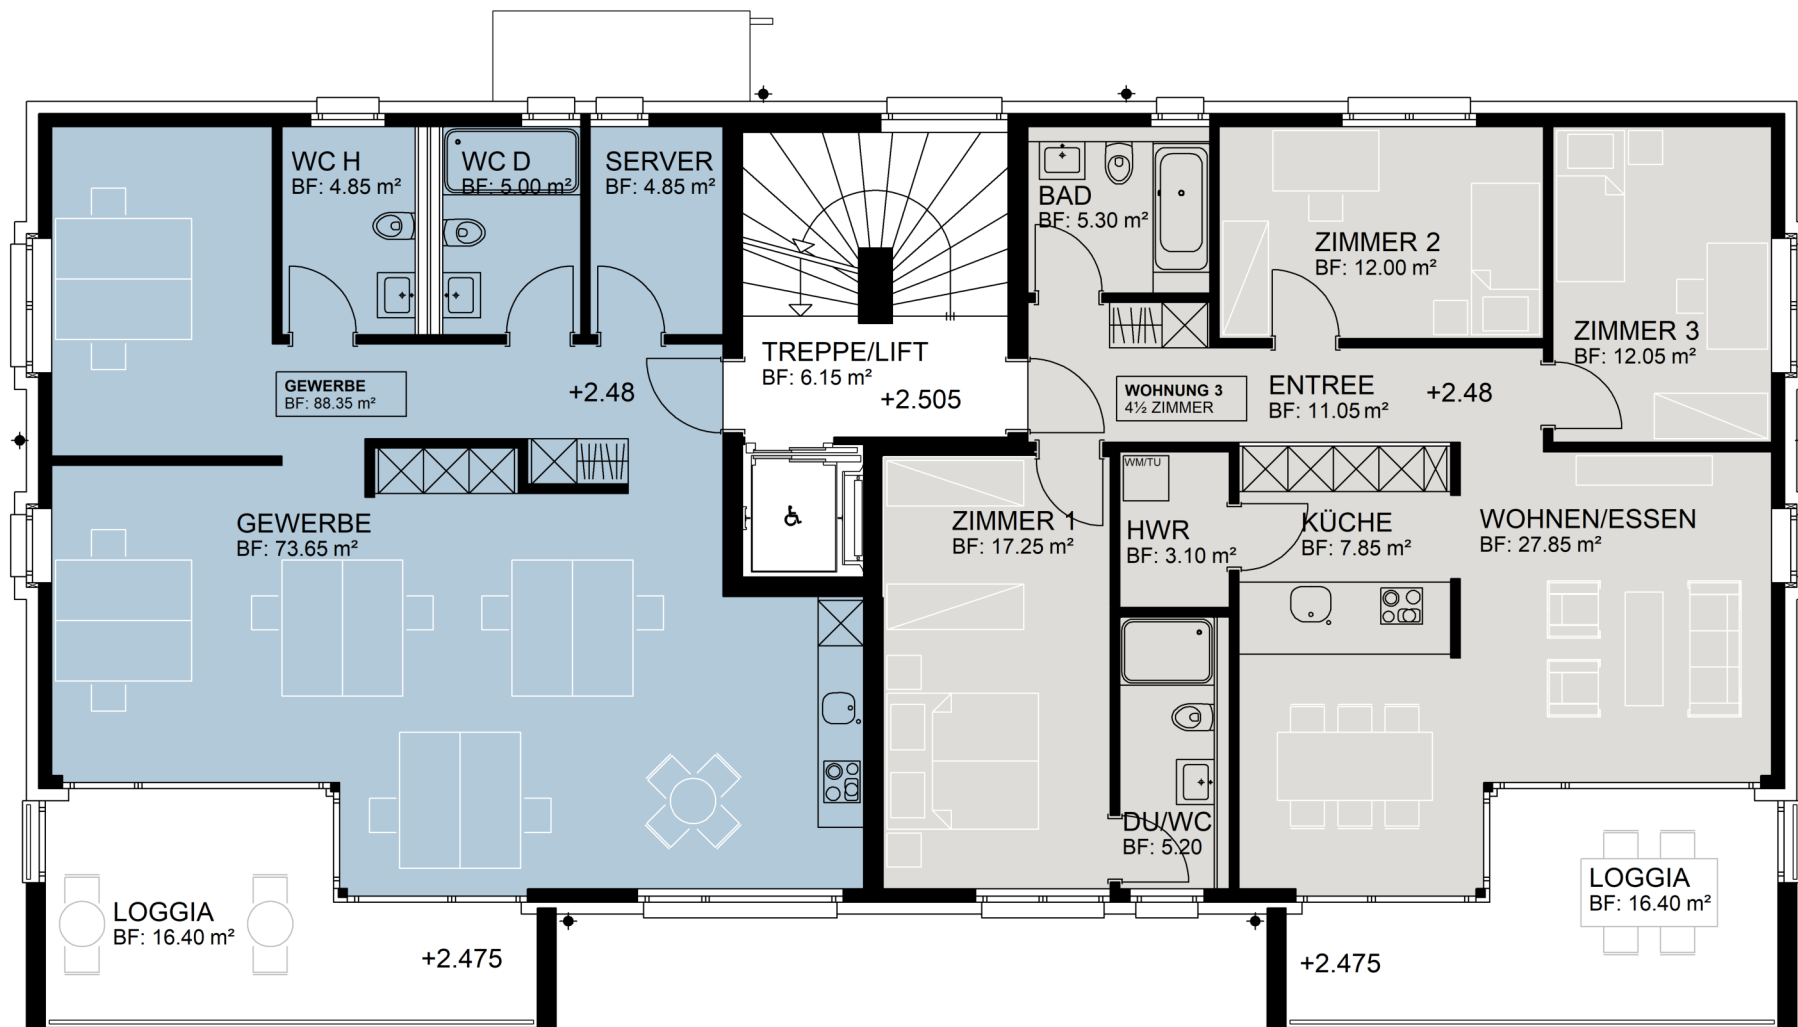 WC H
BF: 4.85 m²
WC D
BF: 5.00 m²
SERVER
BF: 4.85 m²
BAD
BF: 5.30 m²
ZIMMER 2
BF: 12.00 m²
ZIMMER 3
BF: 12.05 m²
TREPPE/LIFT
BF: 6.15 m²
+2.505
GEWERBE
BF: 88.35 m²
+2.48
WOHNUNG 3
4½ ZIMMER
ENTREE
BF: 11.05 m²
+2.48
WM/TU
GEWERBE
BF: 73.65 m²
ZIMMER 1
BF: 17.25 m²
HWR
BF: 3.10 m²
KÜCHE
BF: 7.85 m²
WOHNEN/ESSEN
BF: 27.85 m²
DU/WC
BF: 5.20
LOGGIA
BF: 16.40 m²
+2.475
+2.475
LOGGIA
BF: 16.40 m²